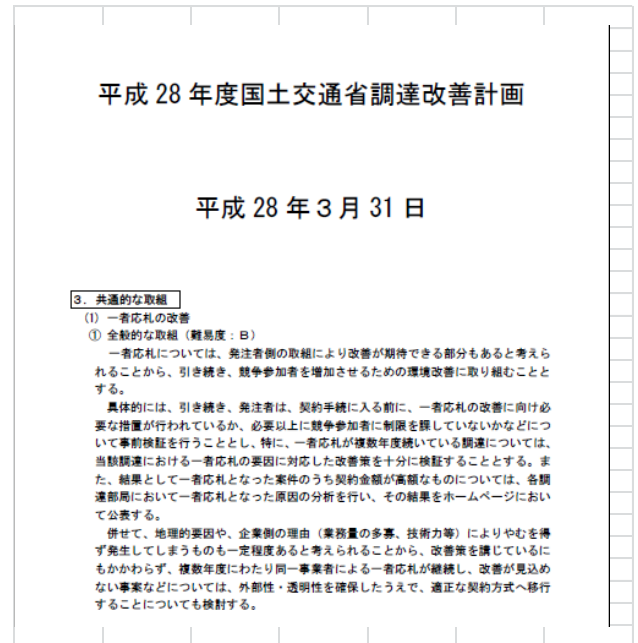 平成 28 年度国土交通省調達改善計画
平成 28 年３月 31 日
３．共通的な取組
(1) 一者応札の改善
① 全般的な取組（難易度：Ｂ）
一者応札については、発注者側の取組により改善が期待できる部分もあると考えら
れることから、引き続き、競争参加者を増加させるための環境改善に取り組むことと
する。
具体的には、引き続き、発注者は、契約手続に入る前に、一者応札の改善に向け必
要な措置が行われているか、必要以上に競争参加者に制限を課していないかなどにつ
いて事前検証を行うこととし、特に、一者応札が複数年度続いている調達については、
当該調達における一者応札の要因に対応した改善策を十分に検証することとする。ま
た、結果として一者応札となった案件のうち契約金額が高額なものについては、各調
達部局において一者応札となった原因の分析を行い、その結果をホームページにおい
て公表する。
併せて、地理的要因や、企業側の理由（業務量の多寡、技術力等）によりやむを得
ず発生してしまうものも一定程度あると考えられることから、改善策を講じているに
もかかわらず、複数年度にわたり同一事業者による一者応札が継続し、改善が見込め
ない事案などについては、外部性・透明性を確保したうえで、適正な契約方式へ移行
することについても検討する。